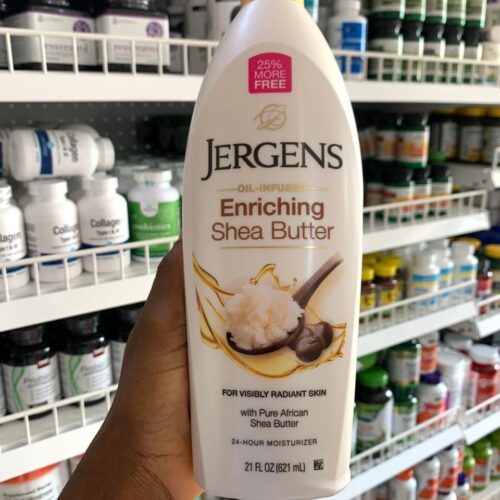 25%
MORE
FREE
JERGENS
OIL-INFUSED
Enriching
Shea Butter
FOR VISIBLY RADIANT SKIN
with Pure African
Shea Butter
24-HOUR MOISTURIZER
21 FL OZ (621 mL)
Collagen
Collagen
Collagen